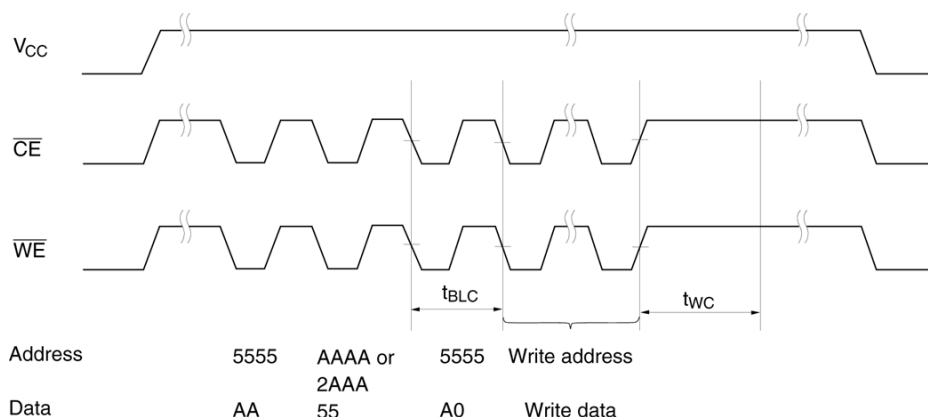 VCC
CE
WE
tBLC
tWC
Address 5555 AAAA or 5555 Write address
2AAA
Data AA 55 A0 Write data